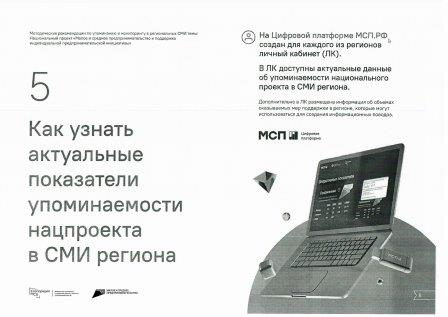 Методические рекомендации по упоминанию и мониторингу в региональных СМИ темы
Национальный проект «Малое и среднее предпринимательство и поддержка
индивидуальной предпринимательской инициативы»
5
Как узнать
актуальные
показатели
упоминаемости
нацпроекта
в СМИ региона
На Цифровой платформе МСП.РФ
создан для каждого из регионов
личный кабинет (ЛК).
В ЛК доступны актуальные данные
об упоминаемости национального
проекта в СМИ региона.
Дополнительно в ЛК размещена информация об объемах
оказываемых мер поддержки в регионе, которые могут
использоваться для создания информационных поводов.
МСП
Цифровая
платформа
МСП